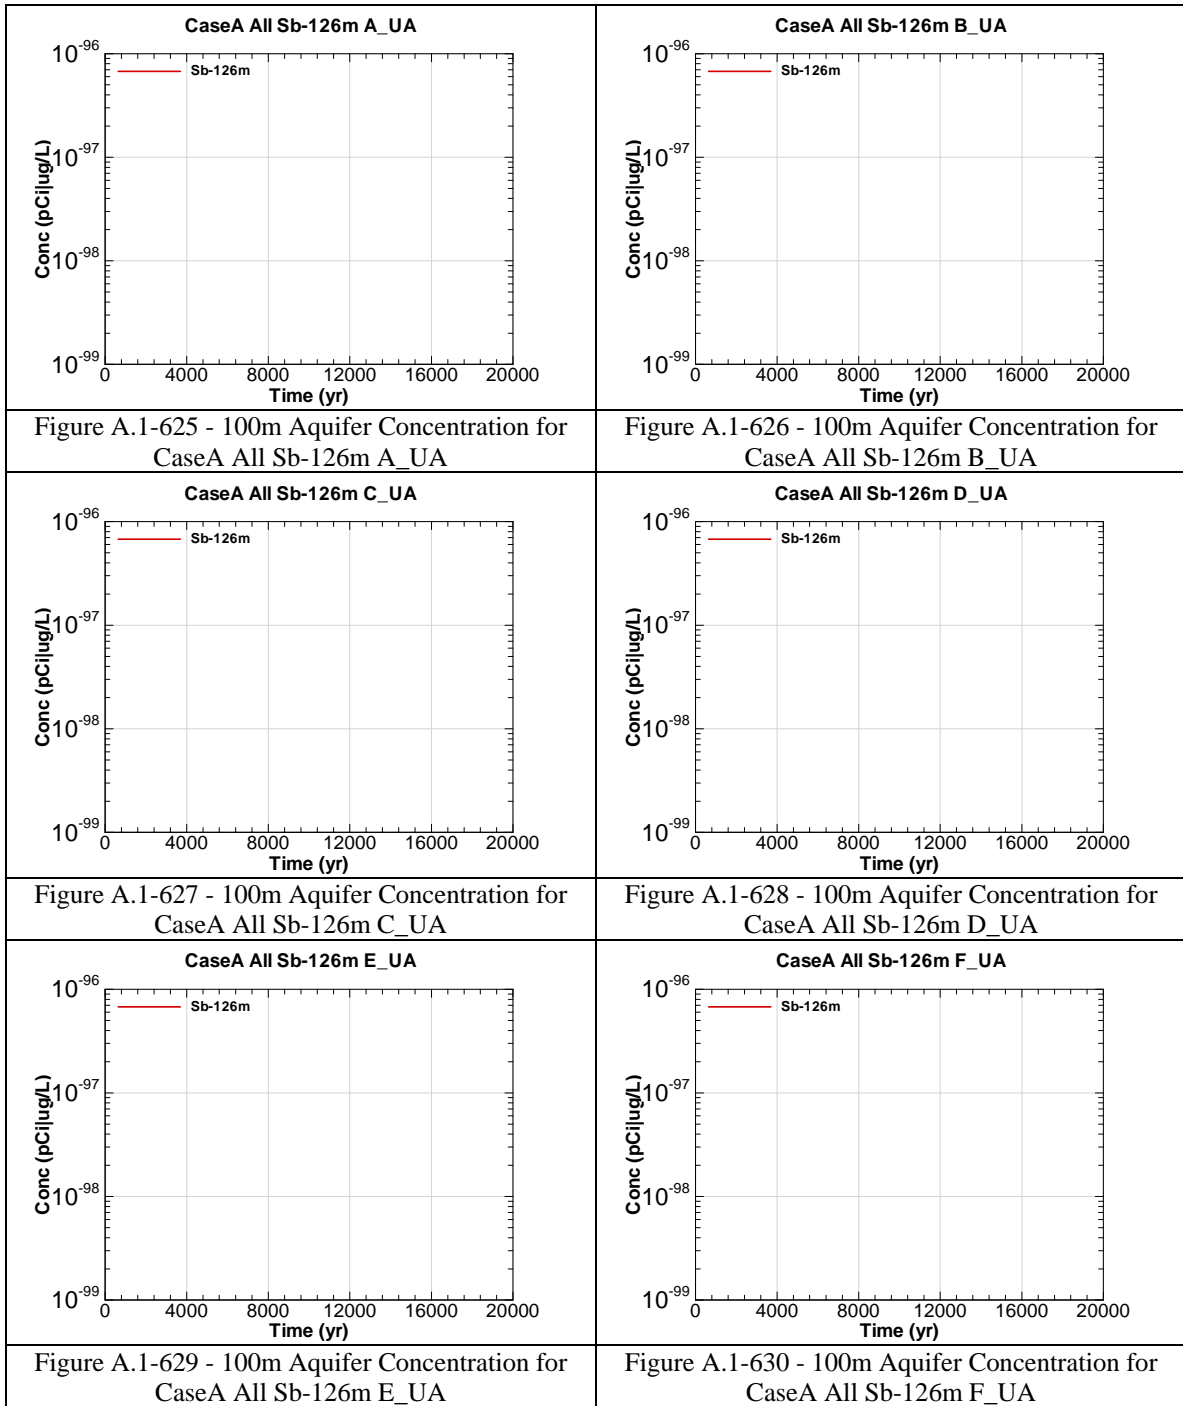 CaseA All Sb-126m A_UA
10-96
Sb-126m
10-97
Conc (pCi|ug/L)
10-98
10-99
0 4000 8000 12000 16000 20000
Time (yr)
Figure A.1-625 - 100m Aquifer Concentration for
CaseA All Sb-126m A_UA
CaseA All Sb-126m B_UA
10-96
Sb-126m
10-97
Conc (pCi|ug/L)
10-98
10-99
0 4000 8000 12000 16000 20000
Time (yr)
Figure A.1-626 - 100m Aquifer Concentration for
CaseA All Sb-126m B_UA
CaseA All Sb-126m C_UA
10-96
Sb-126m
10-97
Conc (pCi|ug/L)
10-98
10-99
0 4000 8000 12000 16000 20000
Time (yr)
Figure A.1-627 - 100m Aquifer Concentration for
CaseA All Sb-126m C_UA
CaseA All Sb-126m D_UA
10-96
Sb-126m
10-97
Conc (pCi|ug/L)
10-98
10-99
0 4000 8000 12000 16000 20000
Time (yr)
Figure A.1-628 - 100m Aquifer Concentration for
CaseA All Sb-126m D_UA
CaseA All Sb-126m E_UA
10-96
Sb-126m
10-97
Conc (pCi|ug/L)
10-98
10-99
0 4000 8000 12000 16000 20000
Time (yr)
Figure A.1-629 - 100m Aquifer Concentration for
CaseA All Sb-126m E_UA
CaseA All Sb-126m F_UA
10-96
Sb-126m
10-97
Conc (pCi|ug/L)
10-98
10-99
0 4000 8000 12000 16000 20000
Time (yr)
Figure A.1-630 - 100m Aquifer Concentration for
CaseA All Sb-126m F_UA